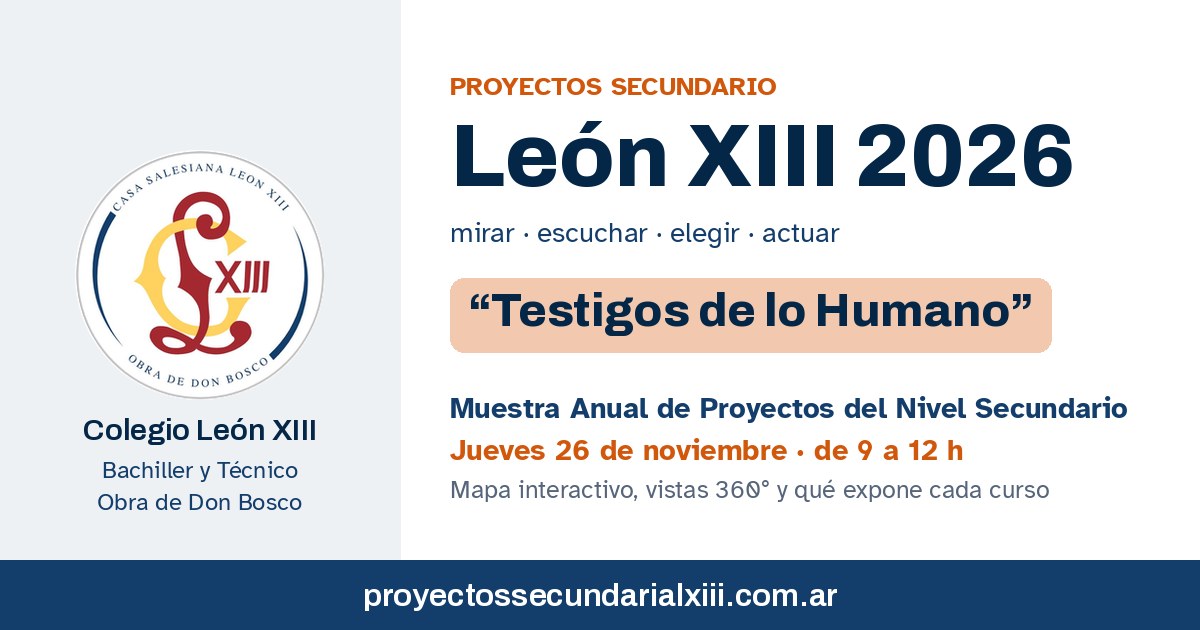 CASA SALESIANA LEON XIII
XIII
OBRA DE DON BOSCO
Colegio León XIII
Bachiller y Técnico
Obra de Don Bosco
PROYECTOS SECUNDARIO
León XIII 2026
mirar · escuchar · elegir · actuar
“Testigos de lo Humano”
Muestra Anual de Proyectos del Nivel Secundario
Jueves 26 de noviembre · de 9 a 12 h
Mapa interactivo, vistas 360° y qué expone cada curso
proyectossecundarialxiii.com.ar